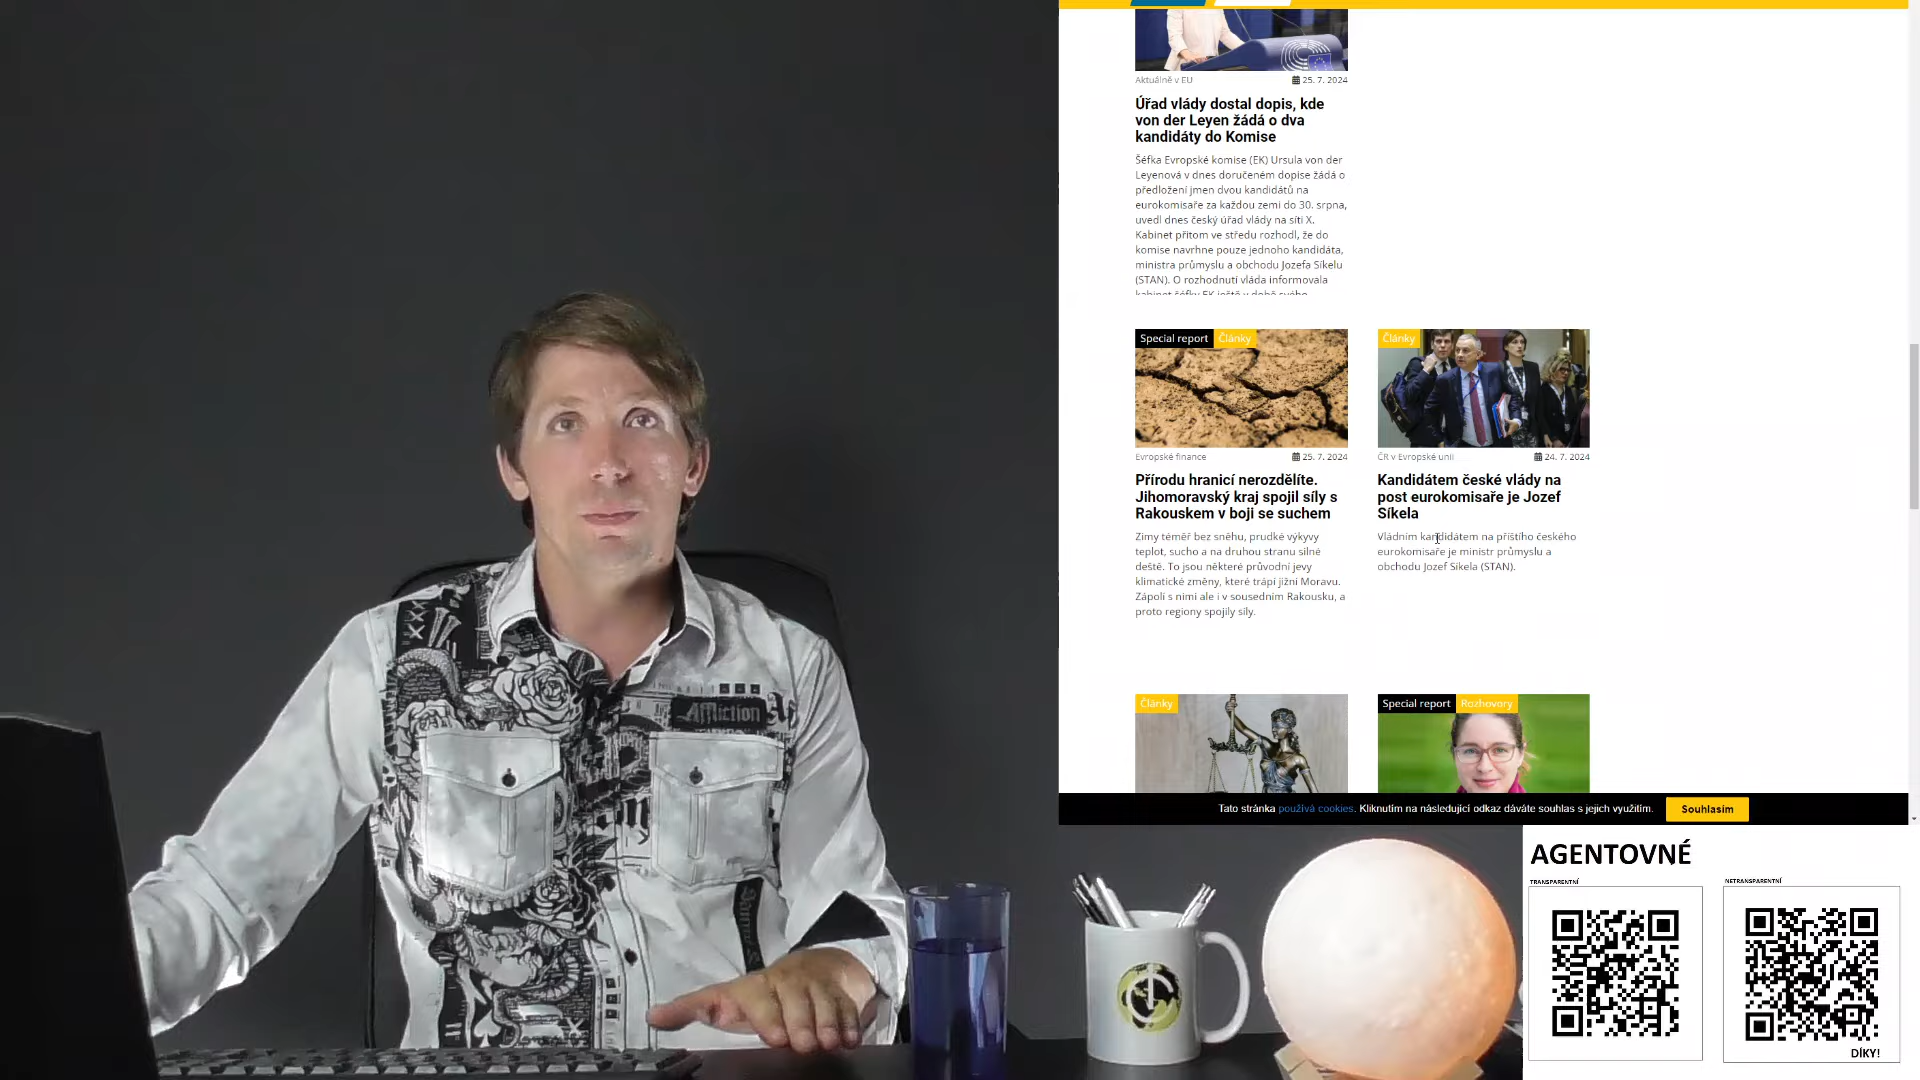 Aktuálně v EU
25. 7. 2024
Úřad vlády dostal dopis, kde
von der Leyen žádá o dva
kandidáty do Komise
Šéfka Evropské komise (EK) Ursula von der
Leyenová v dnes doručeném dopise žádá o
předložení jmen dvou kandidátů na
eurokomisaře za každou zemi do 30. srpna,
uvedl dnes český úřad vlády na síti X.
Kabinet přitom ve středu rozhodl, že do
komise navrhne pouze jednoho kandidáta,
ministra průmyslu a obchodu Jozefa Síkelu
(STAN). O rozhodnutí vláda informovala
kabinet šéfky EK ještě v době svého
Special report
Články
Evropské finance
25. 7. 2024
Přírodu hranicí nerozdělíte.
Jihomoravský kraj spojil síly s
Rakouskem v boji se suchem
Zimy téměř bez sněhu, prudké výkyvy
teplot, sucho a na druhou stranu silné
deště. To jsou některé průvodní jevy
klimatické změny, které trápí jižní Moravu.
Zápolí s nimi ale i v sousedním Rakousku, a
proto regiony spojily síly.
Články
ČR v Evropské unii
24. 7. 2024
Kandidátem české vlády na
post eurokomisaře je Jozef
Síkela
Vládním kandidátem na příštího českého
eurokomisaře je ministr průmyslu a
obchodu Jozef Síkela (STAN).
Články
Special report
Rozhovory
Tato stránka používá cookies. Kliknutím na následující odkaz dáváte souhlas s jejich využitím.
Souhlasím
AGENTOVNÉ
TRANSPARENTNÍ
NETRANSPARENTNÍ
DÍKY!
Affliction